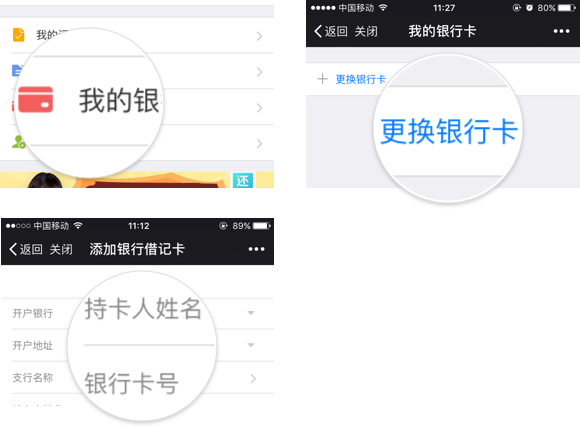 我的
我的银
还
中国移动 11:27 80%
返回 关闭 我的银行卡
更换银行卡
更换银行卡
中国移动 11:12 89%
返回 关闭 添加银行借记卡
持卡人姓名
开户银行
开户地址
银行卡号
支行名称